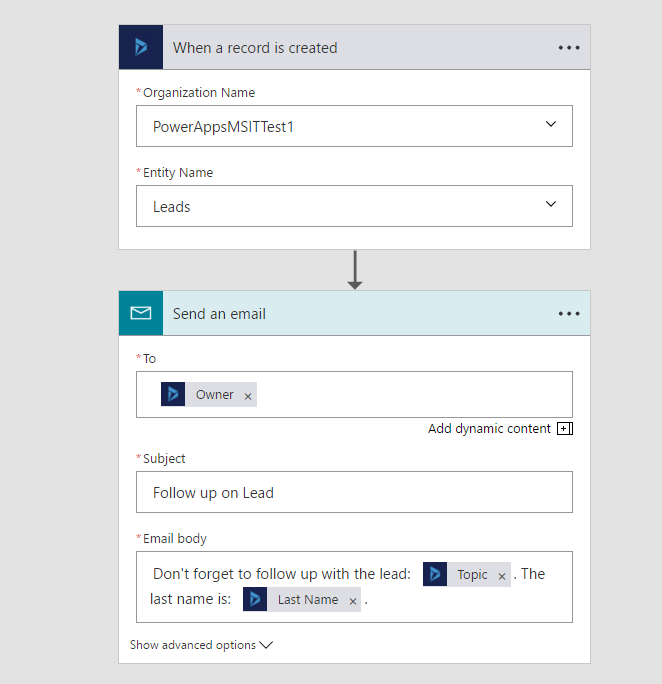 When a record is created
* Organization Name
PowerAppsMSITTest1
* Entity Name
Leads
Send an email
* To
Owner ×
Add dynamic content
* Subject
Follow up on Lead
* Email body
Don't forget to follow up with the lead: Topic × . The
last name is: Last Name × .
Show advanced options